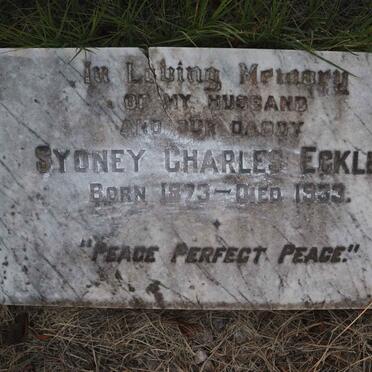 In Loving Memory
OF MY HUSBAND
AND OUR DADDY
SYDNEY CHARLES ECKLE
BORN 1873–DIED 1953.
"PEACE PERFECT PEACE."